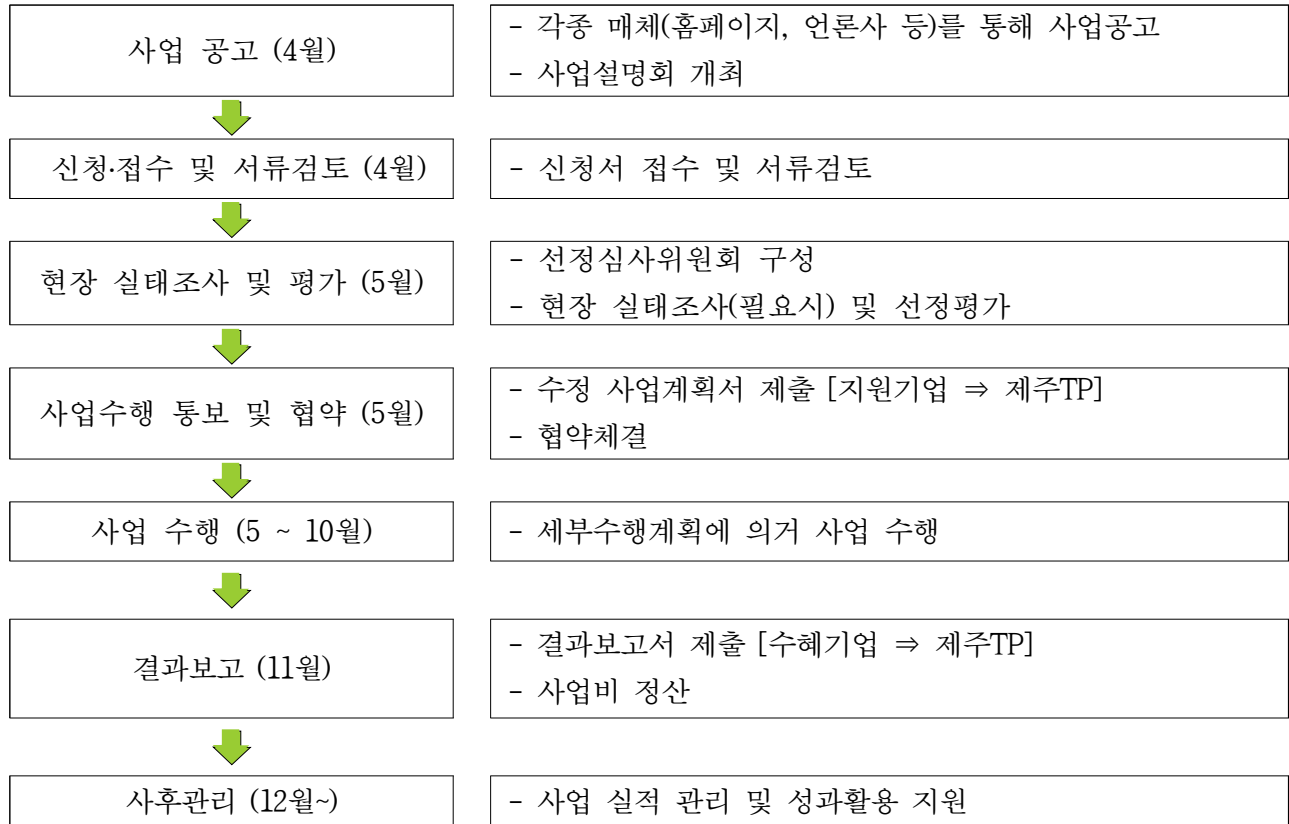 사업 공고 (4월)
- 각종 매체(홈페이지, 언론사 등)를 통해 사업공고
- 사업설명회 개최
신청·접수 및 서류검토 (4월)
- 신청서 접수 및 서류검토
현장 실태조사 및 평가 (5월)
- 선정심사위원회 구성
- 현장 실태조사(필요시) 및 선정평가
사업수행 통보 및 협약 (5월)
- 수정 사업계획서 제출 [지원기업 ⇒ 제주TP]
- 협약체결
사업 수행 (5 ~ 10월)
- 세부수행계획에 의거 사업 수행
결과보고 (11월)
- 결과보고서 제출 [수혜기업 ⇒ 제주TP]
- 사업비 정산
사후관리 (12월~)
- 사업 실적 관리 및 성과활용 지원